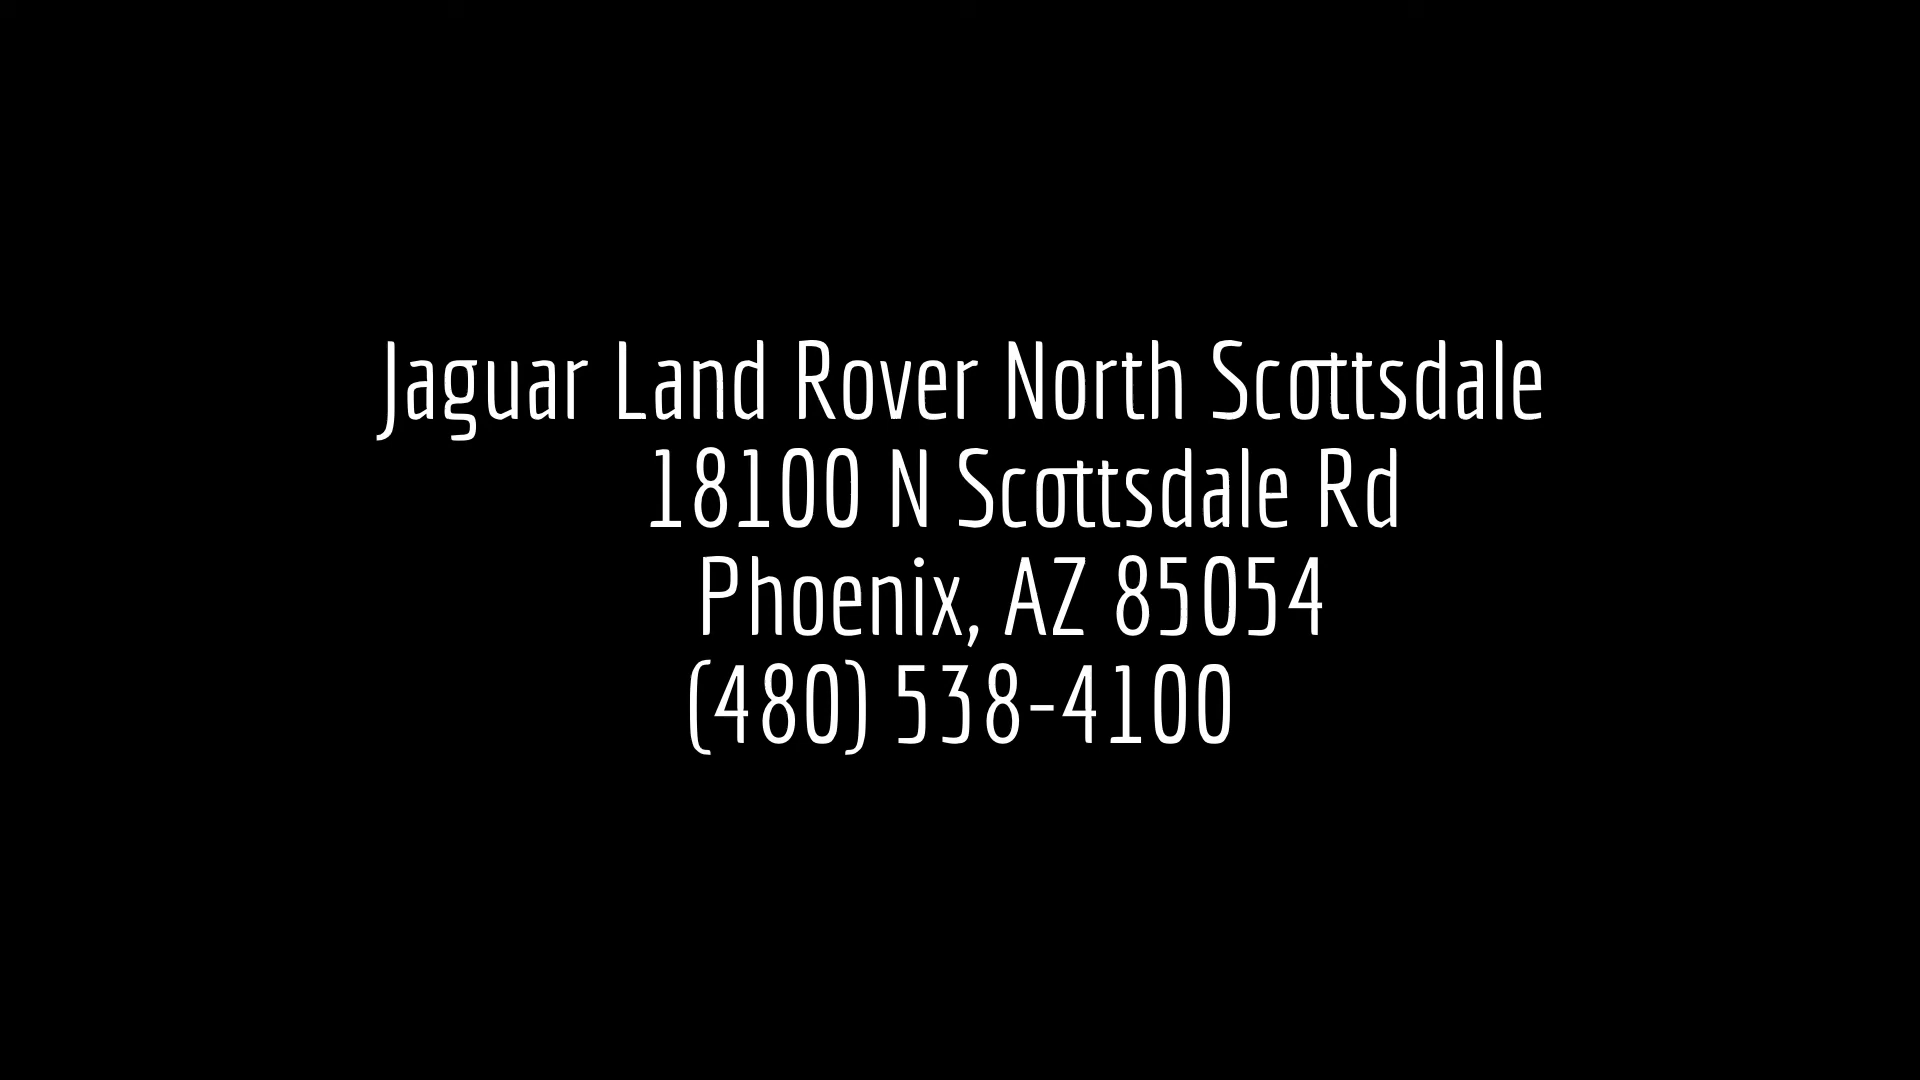 Jaguar Land Rover North Scottsdale
18100 N Scottsdale Rd
Phoenix, AZ 85054
(480) 538-4100